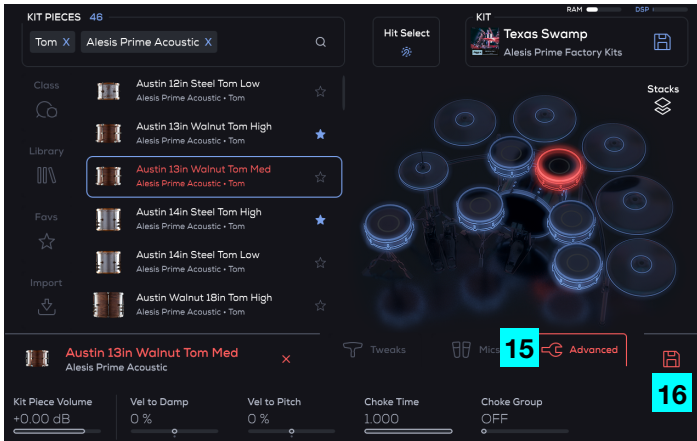 RAM DSP
KIT PIECES 46
KIT
Tom X Alesis Prime Acoustic X
Hit Select
Texas Swamp
Alesis Prime Factory Kits
Class
Library
Favs
Import
Austin 12in Steel Tom Low
Alesis Prime Acoustic • Tom
Austin 13in Walnut Tom High
Alesis Prime Acoustic • Tom
Austin 13in Walnut Tom Med
Alesis Prime Acoustic • Tom
Austin 14in Steel Tom High
Alesis Prime Acoustic • Tom
Austin 14in Steel Tom Low
Alesis Prime Acoustic • Tom
Austin Walnut 18in Tom High
Alesis Prime Acoustic • Tom
Stacks
Austin 13in Walnut Tom Med X
Alesis Prime Acoustic
Tweaks
Mics
15
Advanced
16
Kit Piece Volume
+0.00 dB
Vel to Damp
0 %
Vel to Pitch
0 %
Choke Time
1.000
Choke Group
OFF